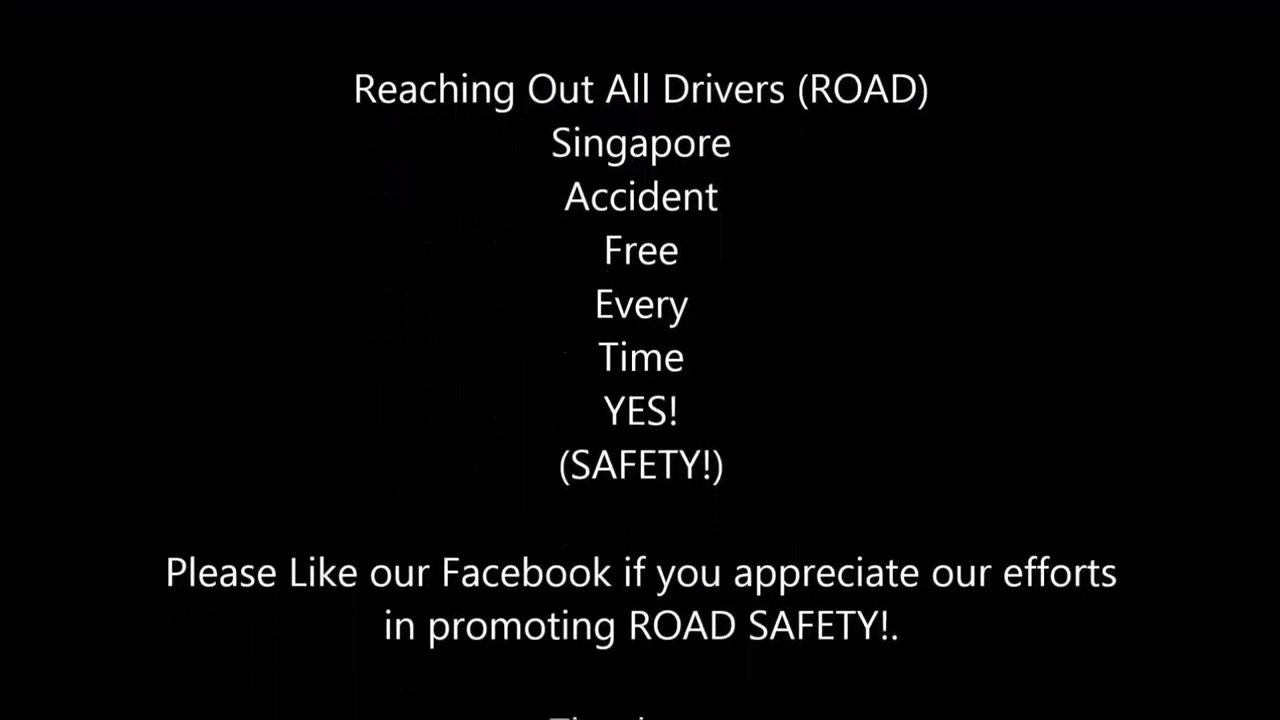 Reaching Out All Drivers (ROAD)
Singapore
Accident
Free
Every
Time
YES!
(SAFETY!)
Please Like our Facebook if you appreciate our efforts
in promoting ROAD SAFETY!.